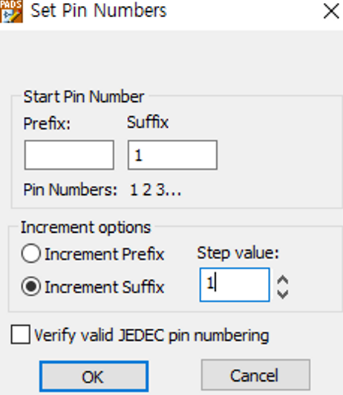 PADS
Set Pin Numbers
Start Pin Number
Prefix: Suffix
1
Pin Numbers: 1 2 3...
Increment options
Increment Prefix Step value:
Increment Suffix 1
Verify valid JEDEC pin numbering
OK Cancel